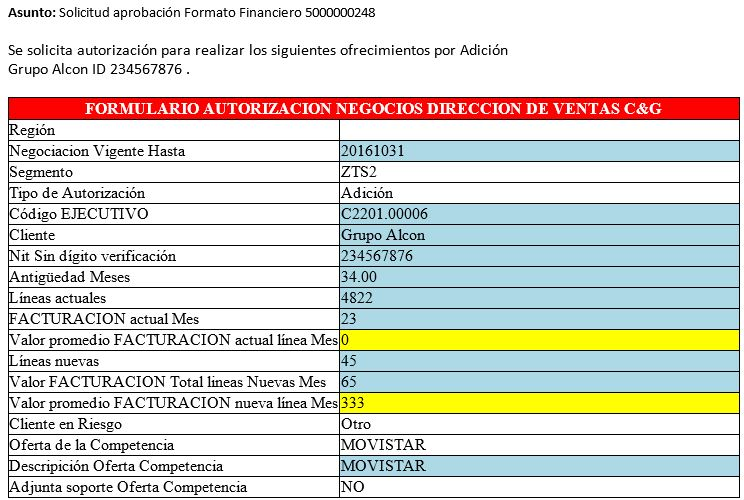 Asunto: Solicitud aprobación Formato Financiero 5000000248
Se solicita autorización para realizar los siguientes ofrecimientos por Adición
Grupo Alcon ID 234567876 .
FORMULARIO AUTORIZACION NEGOCIOS DIRECCION DE VENTAS C&G
Región
Negociacion Vigente Hasta 20161031
Segmento ZTS2
Tipo de Autorización Adición
Código EJECUTIVO C2201.00006
Cliente Grupo Alcon
Nit Sin dígito verificación 234567876
Antigüedad Meses 34.00
Líneas actuales 4822
FACTURACION actual Mes 23
Valor promedio FACTURACION actual línea Mes 0
Líneas nuevas 45
Valor FACTURACION Total lineas Nuevas Mes 65
Valor promedio FACTURACION nueva línea Mes 333
Cliente en Riesgo Otro
Oferta de la Competencia MOVISTAR
Descripición Oferta Competencia MOVISTAR
Adjunta soporte Oferta Competencia NO